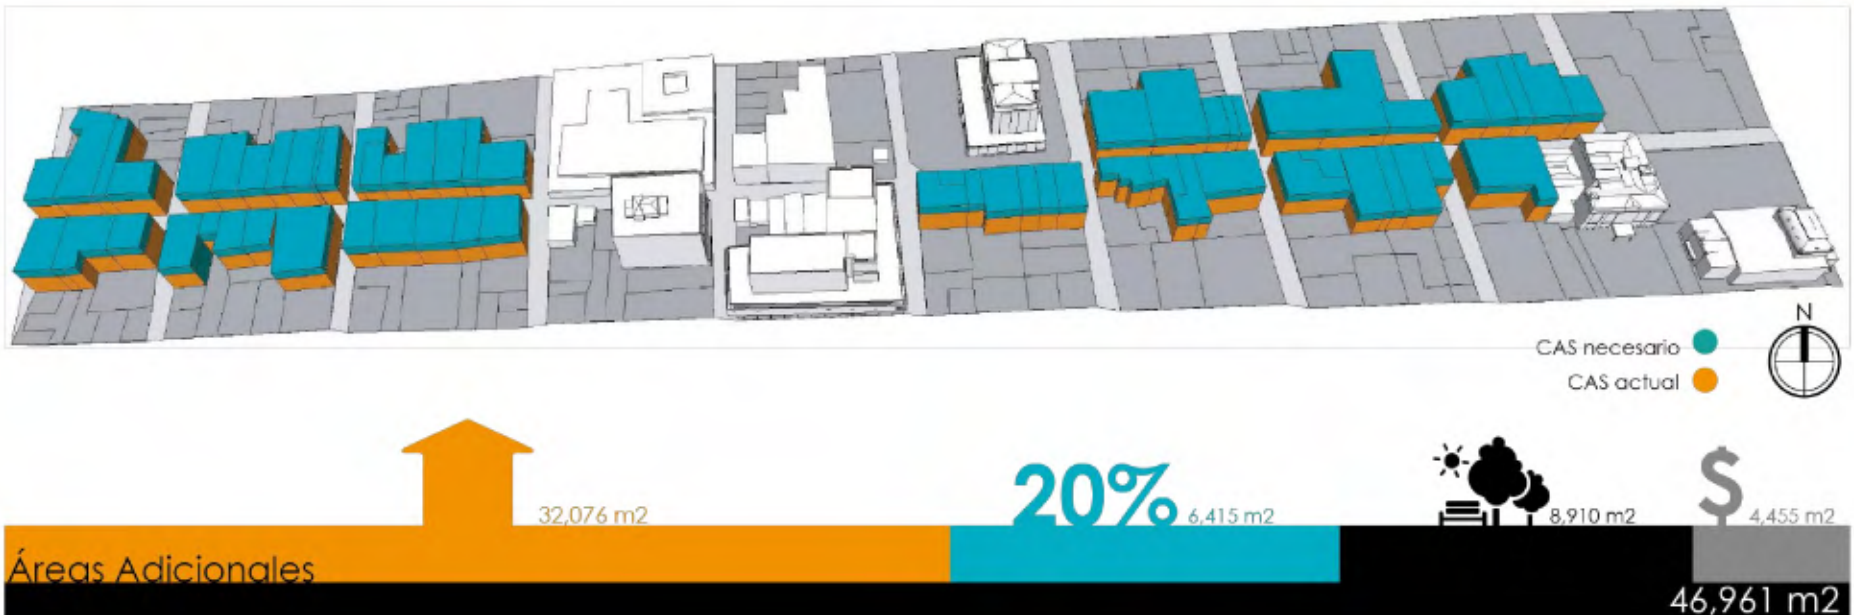 N
CAS necesario
CAS actual
20%
$
32,076 m2
6,415 m2
8,910 m2
4,455 m2
Áreas Adicionales
46,961 m2